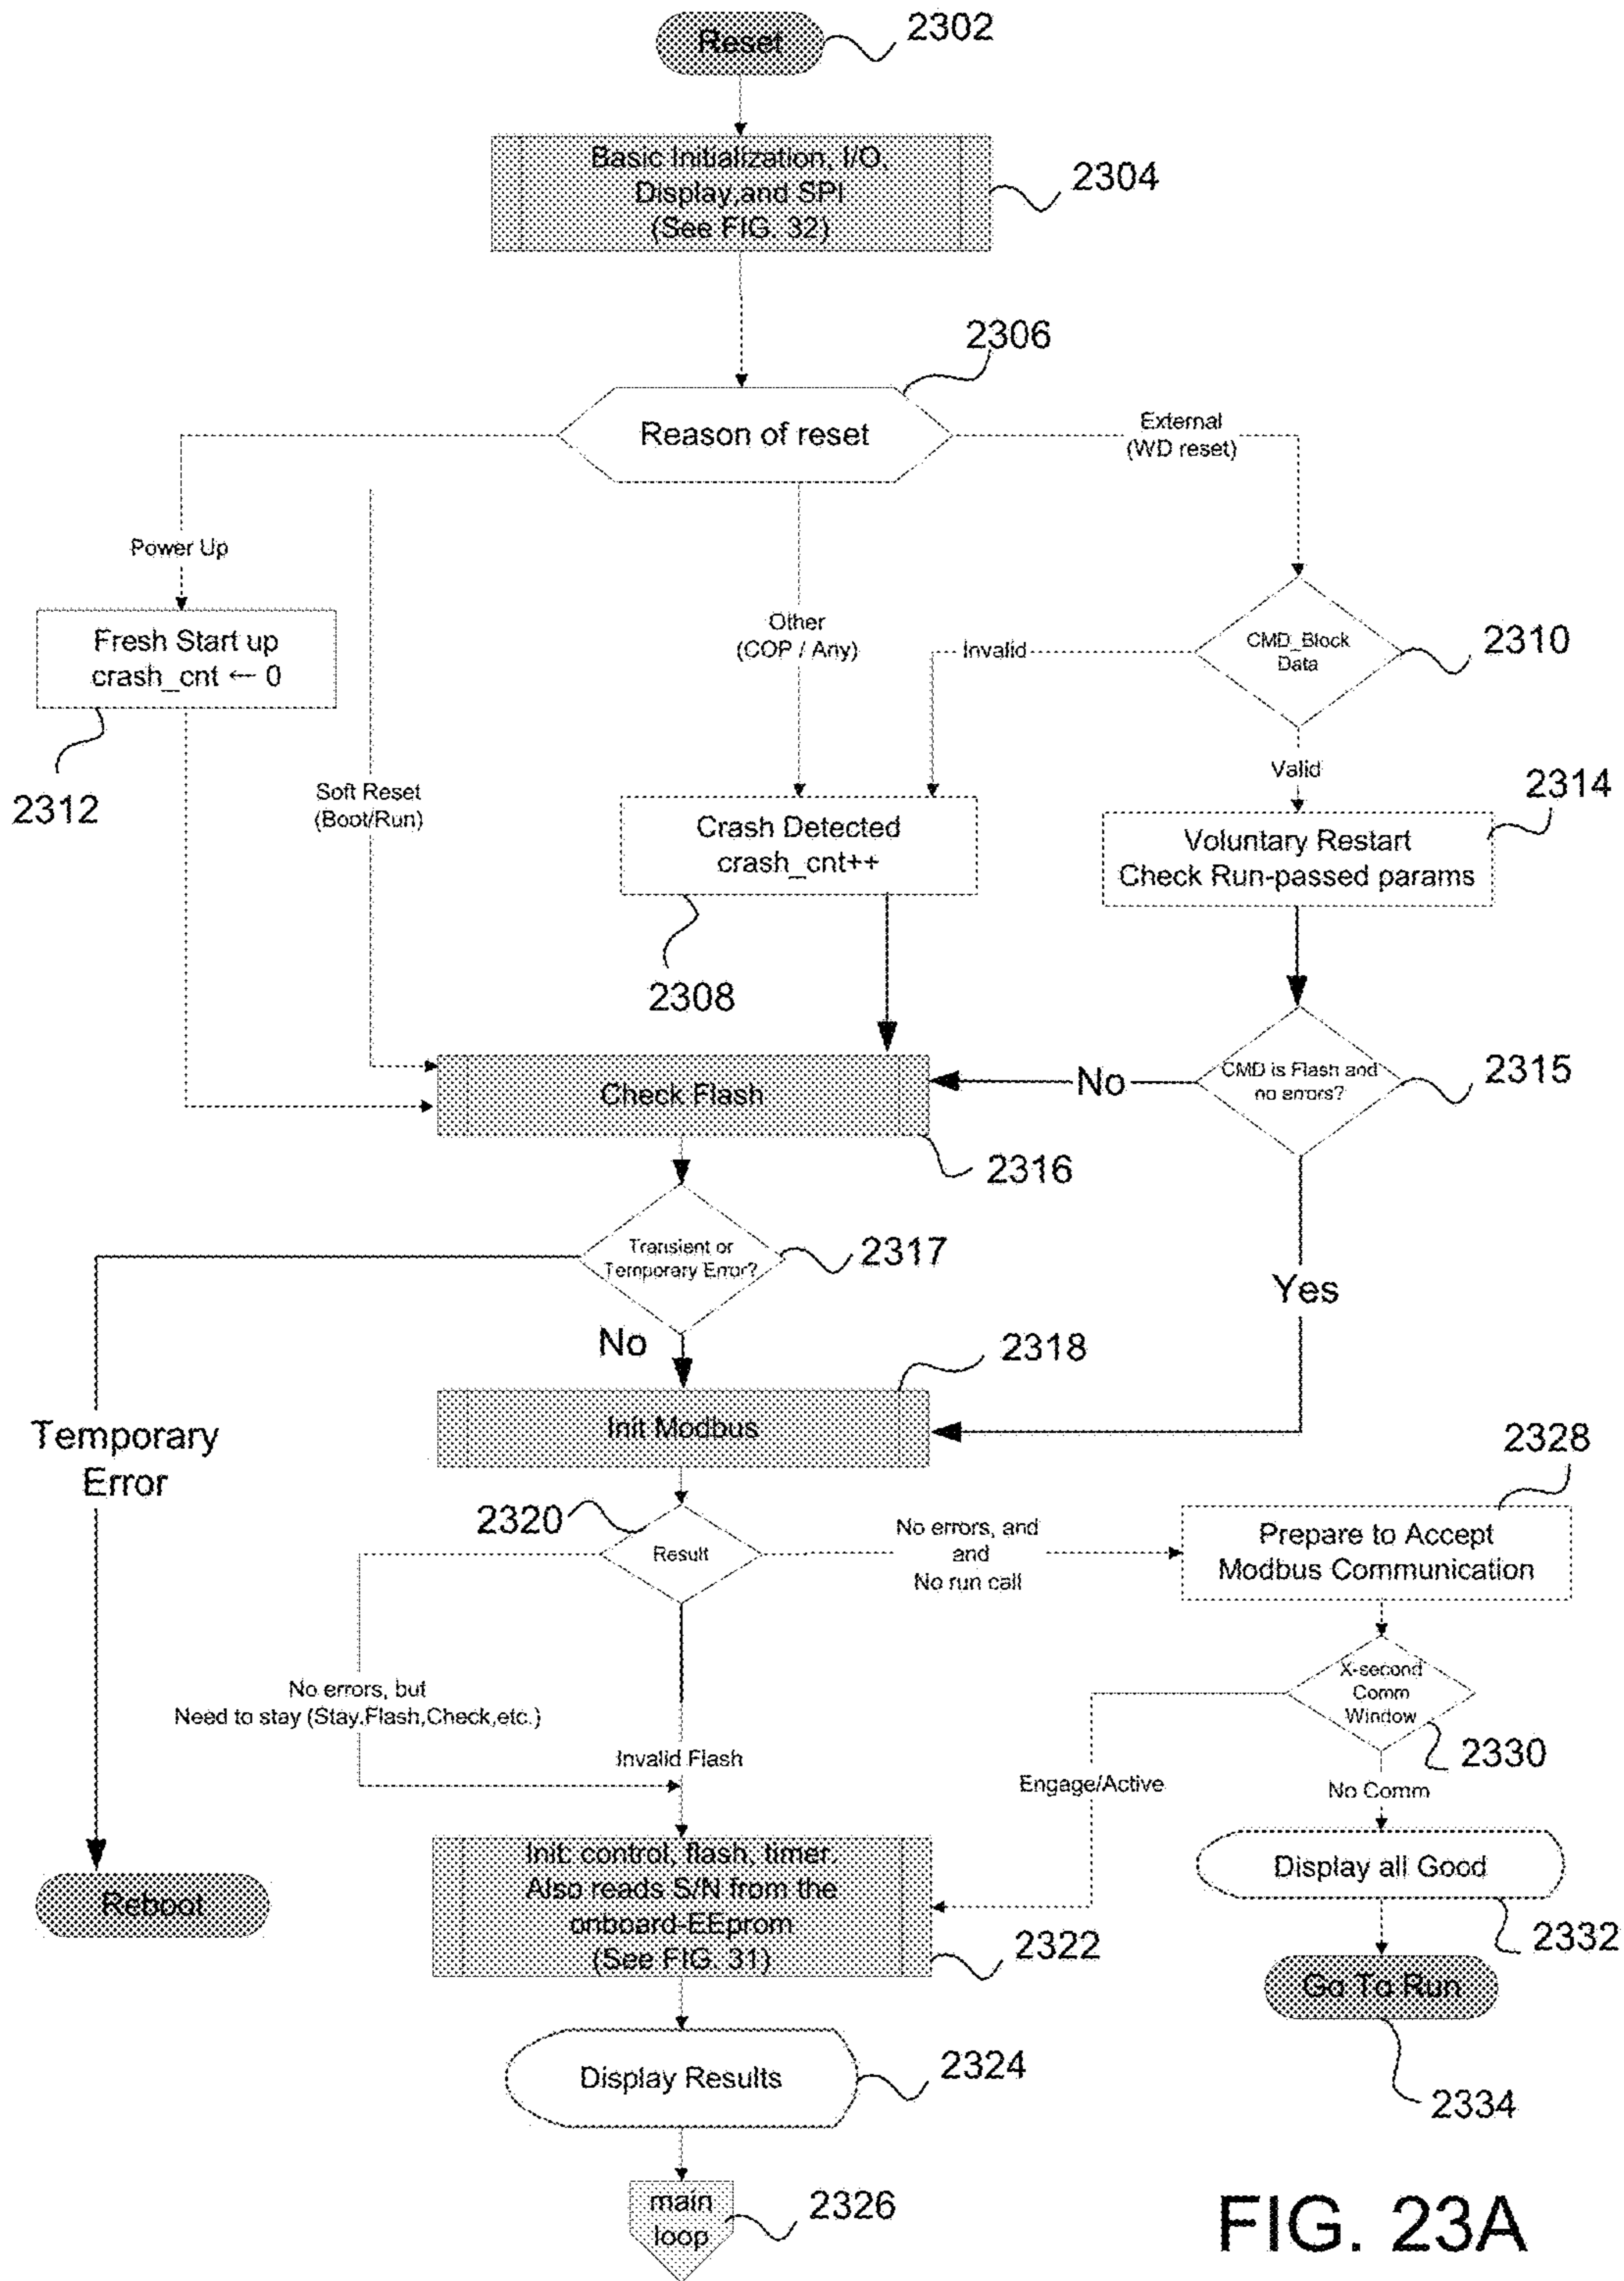 Reset
2302
Basic Initialization, I/O,
Display,and SPI
(See FIG. 32)
2304
2306
Reason of reset
External
(WD reset)
Power Up
Fresh Start up
crash_cnt ← 0
2312
Soft Reset
(Boot/Run)
Other
(COP / Any)
Invalid
CMD_Block
Data
2310
Valid
2314
Crash Detected
crash_cnt++
2308
Voluntary Restart
Check Run-passed params
CMD is Flash and
no errors?
2315
No
Check Flash
2316
Transient or
Temporary Error?
2317
Yes
No
2318
Init Modbus
Temporary
Error
2320
Result
No errors, and
and
No run call
2328
Prepare to Accept
Modbus Communication
No errors, but
Need to stay (Stay.Flash,Check,etc.)
Invalid Flash
X-second
Comm
Window
2330
Engage/Active
No Comm
Reboot
Init: control, flash, timer.
Also reads S/N from the
onboard-EEprom
(See FIG. 31)
2322
Display all Good
2332
Go To Run
2334
Display Results
2324
main
loop
2326
FIG. 23A